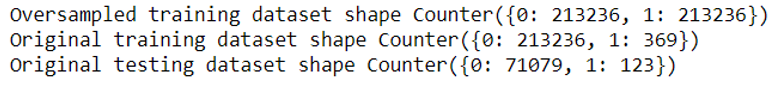 Oversampled training dataset shape Counter({0: 213236, 1: 213236})
Original training dataset shape Counter({0: 213236, 1: 369})
Original testing dataset shape Counter({0: 71079, 1: 123})